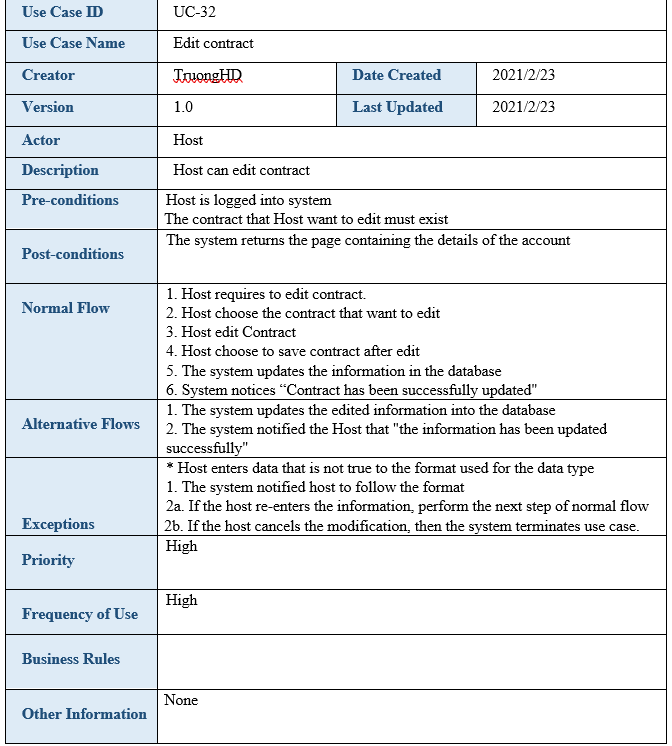 Use Case ID UC-32
Use Case Name Edit contract
Creator TruongHD Date Created 2021/2/23
Version 1.0 Last Updated 2021/2/23
Actor Host
Description Host can edit contract
Pre-conditions Host is logged into system
The contract that Host want to edit must exist
Post-conditions The system returns the page containing the details of the account
Normal Flow 1. Host requires to edit contract.
2. Host choose the contract that want to edit
3. Host edit Contract
4. Host choose to save contract after edit
5. The system updates the information in the database
6. System notices “Contract has been successfully updated"
Alternative Flows 1. The system updates the edited information into the database
2. The system notified the Host that "the information has been updated
successfully"
Exceptions * Host enters data that is not true to the format used for the data type
1. The system notified host to follow the format
2a. If the host re-enters the information, perform the next step of normal flow
2b. If the host cancels the modification, then the system terminates use case.
Priority High
Frequency of Use High
Business Rules
Other Information None